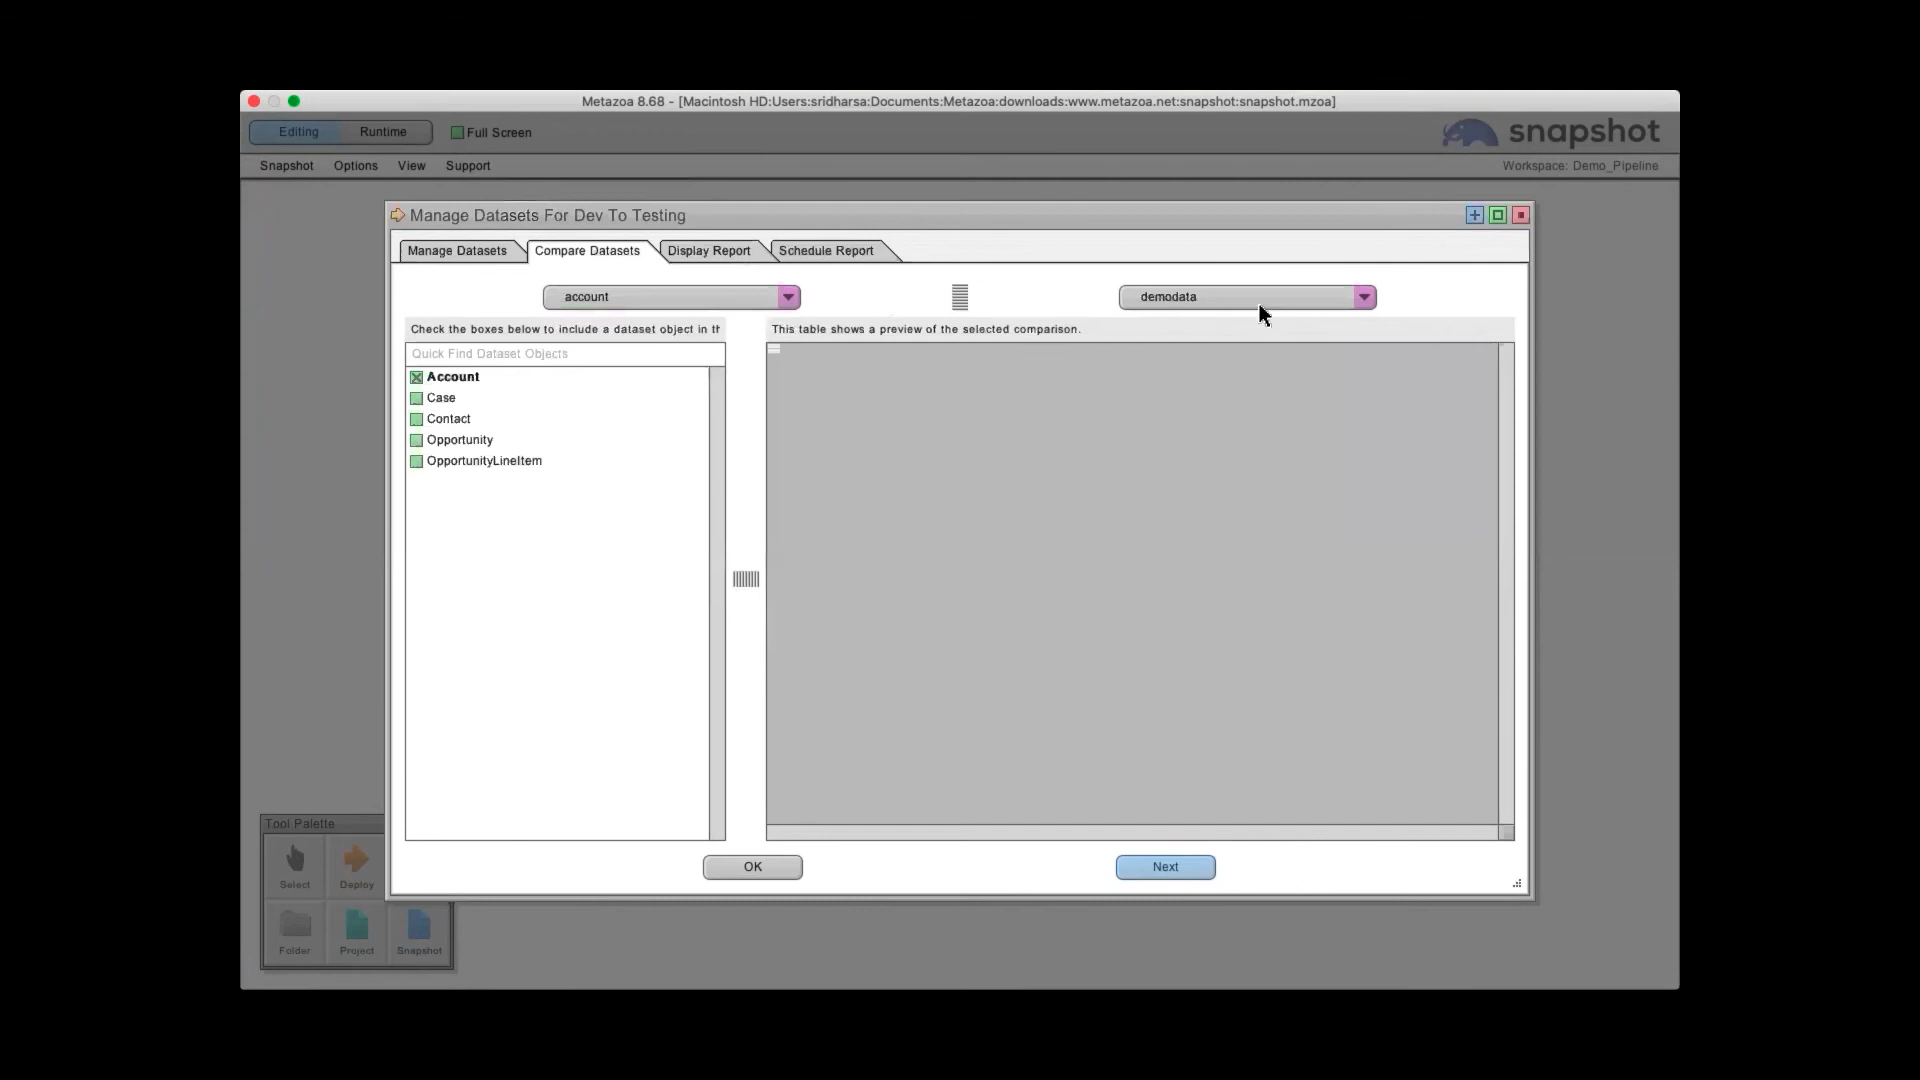 Metazoa 8.68 - [Macintosh HD:Users:sridharsa:Documents:Metazoa:downloads:www.metazoa.net:snapshot:snapshot.mzoa]
Editing Runtime Full Screen snapshot
Snapshot Options View Support Workspace: Demo_Pipeline
Manage Datasets For Dev To Testing
Manage Datasets Compare Datasets Display Report Schedule Report
account demodata
Check the boxes below to include a dataset object in th
This table shows a preview of the selected comparison.
Quick Find Dataset Objects
Account
Case
Contact
Opportunity
OpportunityLineItem
OK Next
Tool Palette
Select Deploy
Folder Project Snapshot